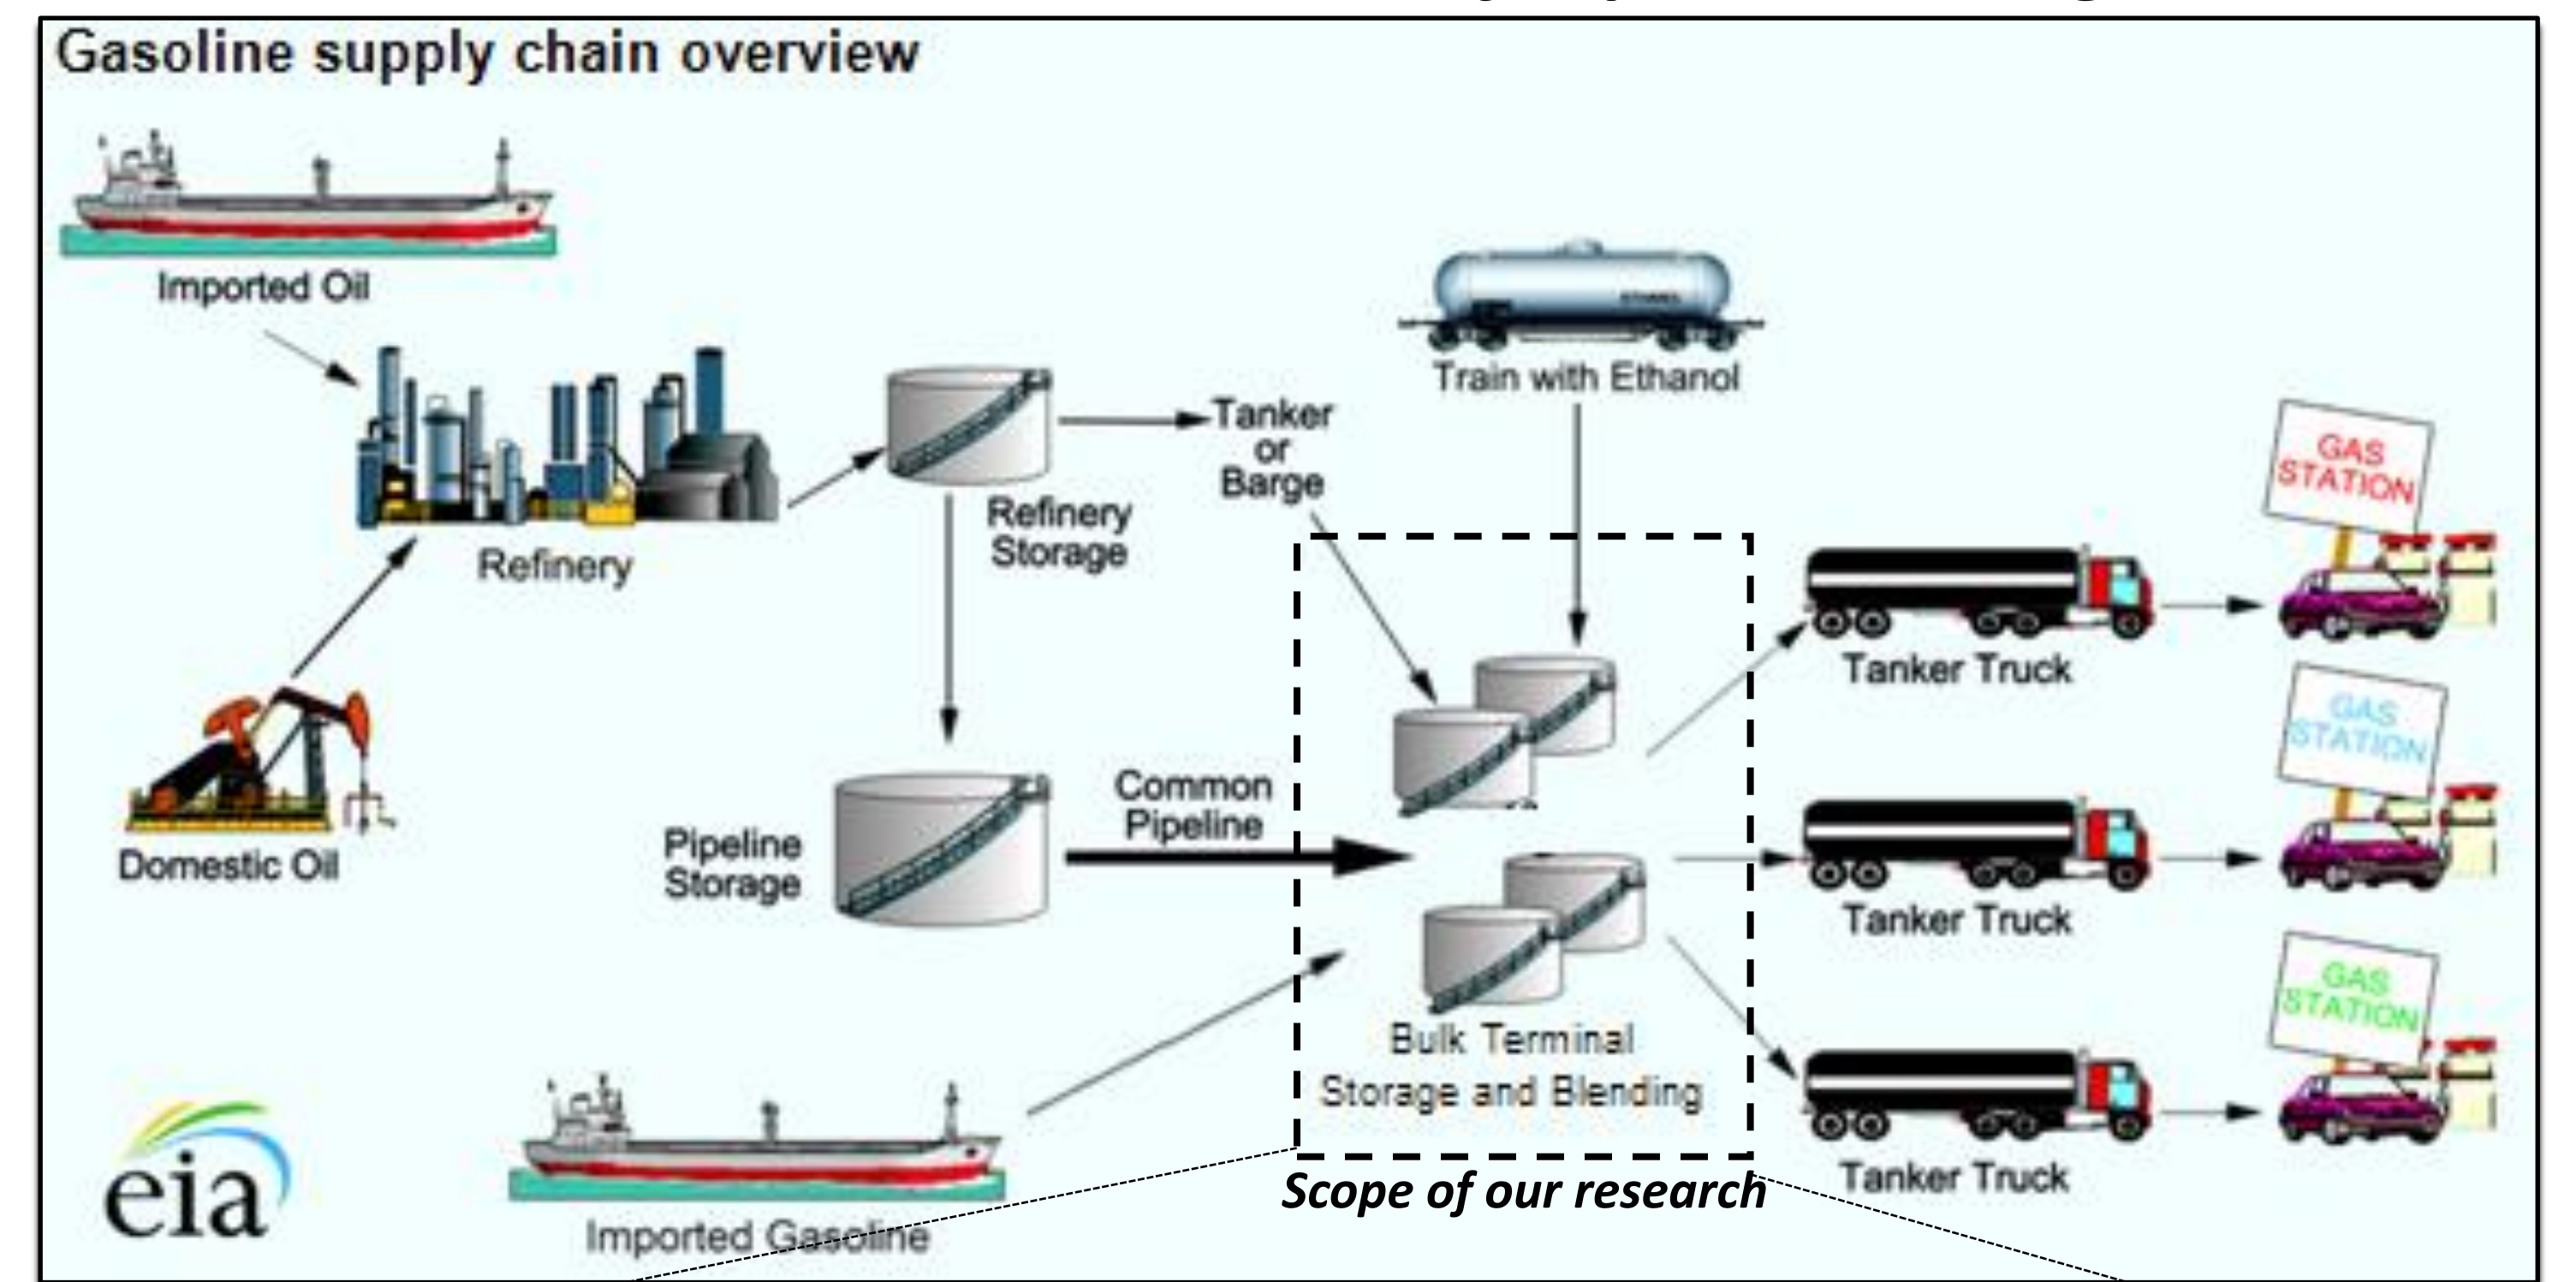 Gasoline supply chain overview
Imported Oil
Train with Ethanol
ETHANOL
Tanker
or
Barge
GAS
STATION
Refinery
Storage
Refinery
Tanker Truck
GAS
STATION
Common
Pipeline
Pipeline
Storage
Domestic Oil
Tanker Truck
GAS
STATION
Bulk Terminal
Storage and Blending
eia
Scope of our research
Tanker Truck
Imported Gasoline